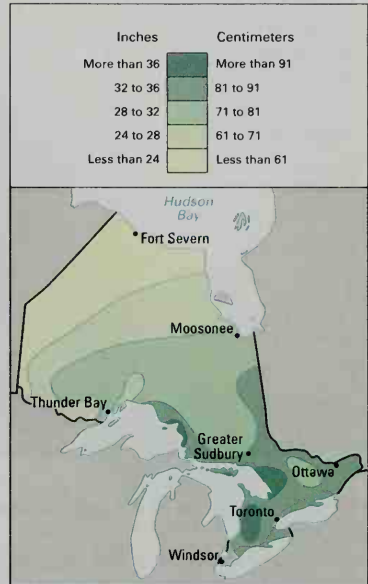 Inches Centimeters
More than 36 More than 91
32 to 36 81 to 91
28 to 32 71 to 81
24 to 28 61 to 71
Less than 24 Less than 61
Hudson
Bay
Fort Severn
Moosonee
Thunder Bay
Greater
Sudbury
Ottawa
Toronto
Windsor